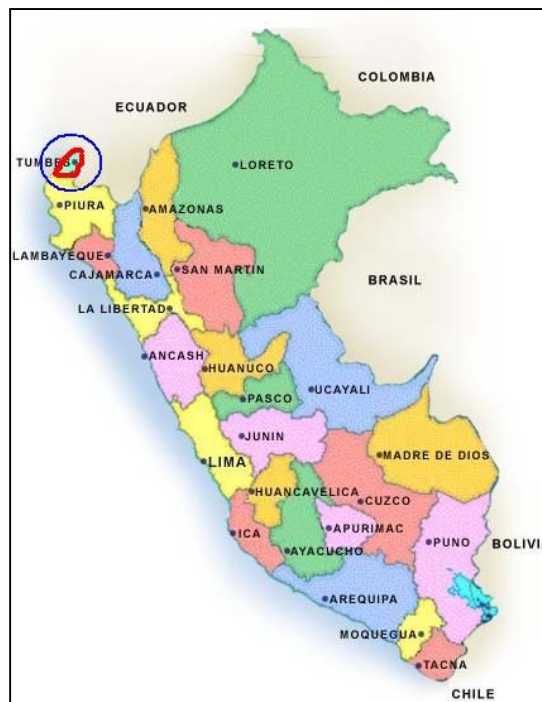 COLOMBIA
ECUADOR
TUMBES
LORETO
PIURA
AMAZONAS
LAMBAYEQUE
SAN MARTIN
CAJAMARCA
BRASIL
LA LIBERTAD
ANCASH
HUANUCO
UCAYALI
PASCO
JUNIN
LIMA
MADRE DE DIOS
HUANCAVELICA
CUZCO
ICA
APURIMAC
PUNO
BOLIVI
AYACUCHO
AREQUIPA
MOQUEGUA
TACNA
CHILE